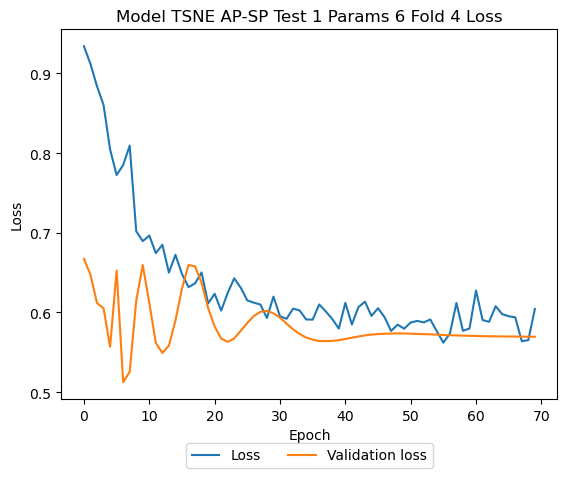 Model TSNE AP-SP Test 1 Params 6 Fold 4 Loss
0.9
0.8
0.7
0.6
0.5
Loss
0 10 20 30 40 50 60 70
Epoch
Loss Validation loss